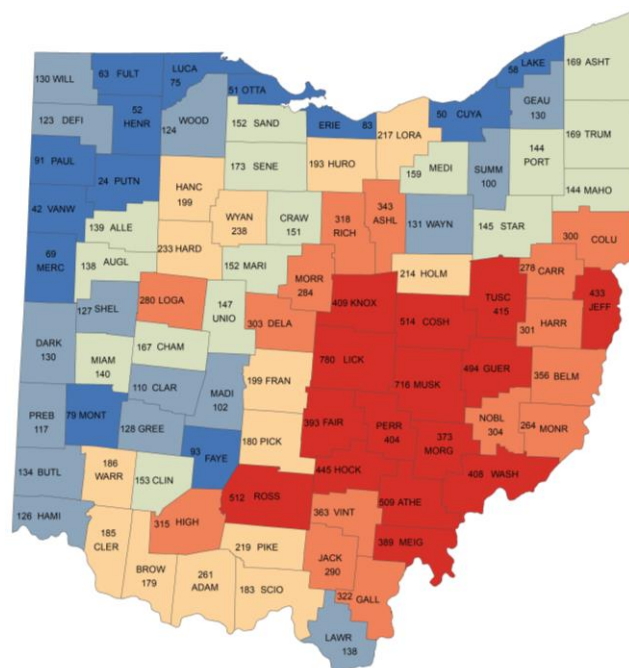 LAKE
58
169 ASHT
LUCA
75
63 FULT
130 WILL
51 OTTA
GEAU
130
50 CUYA
52
HENR
123 DEFI
WOOD
124
152 SAND
ERIE 83
217 LORA
169 TRUM
144
PORT
SUMM
100
MEDI
159
91 PAUL
173 SENE
193 HURO
24 PUTN
HANC
199
144 MAHO
42 VANW
WYAN
238
CRAW
151
318
RICH
343
ASHL
131 WAYN
145 STAR
139 ALLE
300
COLU
233 HARD
69
MERC
AUGL
138
152 MARI
MORR
284
214 HOLM
278
CARR
280 LOGA
409 KNOX
TUSC
415
433
JEFF
127 SHEL
147
UNIO
303 DELA
514 COSH
301
HARR
DARK
130
167 CHAM
MIAM
140
780 LICK
494 GUER
356 BELM
716 MUSK
110 CLAR
199 FRAN
MADI
102
PREB
117
79 MONT
393 FAIR
PERR
404
373
MORG
NOBL
304
264 MONR
128 GREE
180 PICK
93
FAYE
134 BUTL
186
WARR
153 CLIN
445 HOCK
408 WASH
512 ROSS
509 ATHE
126 HAMI
315 HIGH
363 VINT
185
CLER
219 PIKE
389 MEIG
JACK
290
BROW
179
261
ADAM
183 SCIO
322
GALL
LAWR
138